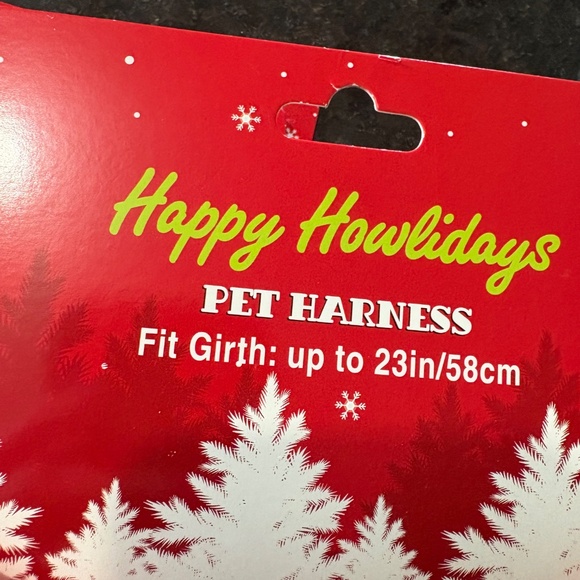 Happy Howlidays
PET HARNESS
Fit Girth: up to 23in/58cm